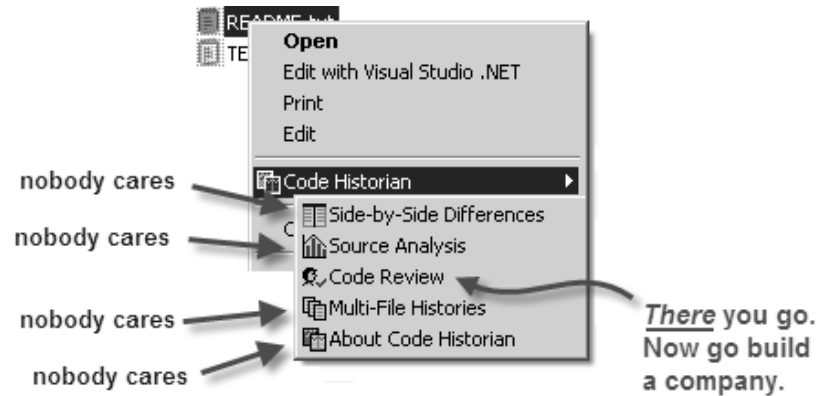 README.txt
TE
Open
Edit with Visual Studio .NET
Print
Edit
Code Historian
nobody cares
Side-by-Side Differences
nobody cares
Source Analysis
Code Review
nobody cares
Multi-File Histories
nobody cares
About Code Historian
There you go.
Now go build
a company.